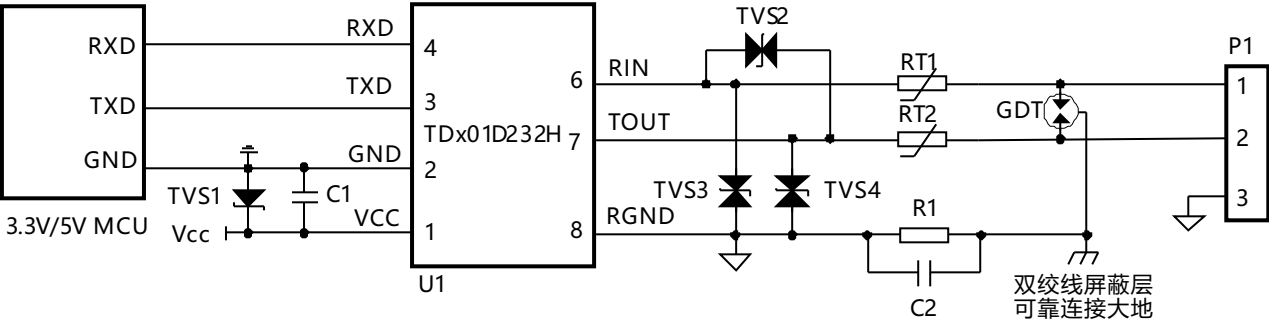 TVS2
RXD
RXD
4
P1
TXD
TXD
3
6
RIN
RT1
1
GDT
TDx01D232H
7
TOUT
RT2
2
GND
GND
2
TVS1
C1
TVS3
TVS4
3
3.3V/5V MCU
Vcc
VCC
1
8
RGND
R1
U1
C2
双绞线屏蔽层
可靠连接大地